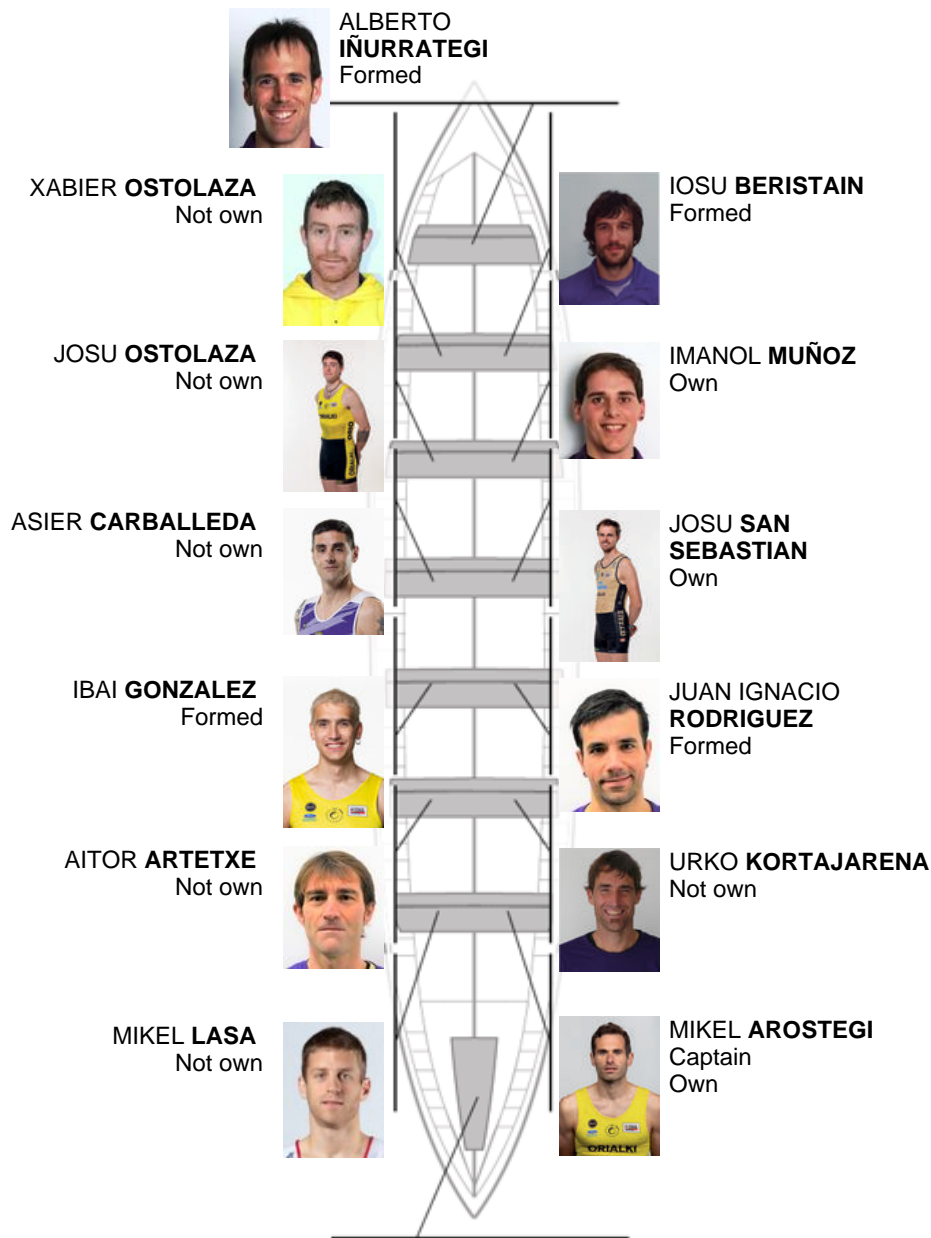 ALBERTO
IÑURRATEGI
Formed
XABIER OSTOLAZA
Not own
IOSU BERISTAIN
Formed
JOSU OSTOLAZA
Not own
IMANOL MUÑOZ
Own
ASIER CARBALLEDA
Not own
JOSU SAN
SEBASTIAN
Own
IBAI GONZALEZ
Formed
JUAN IGNACIO
RODRIGUEZ
Formed
AITOR ARTETXE
Not own
URKO KORTAJARENA
Not own
MIKEL LASA
Not own
MIKEL AROSTEGI
Captain
Own
ORIALKI